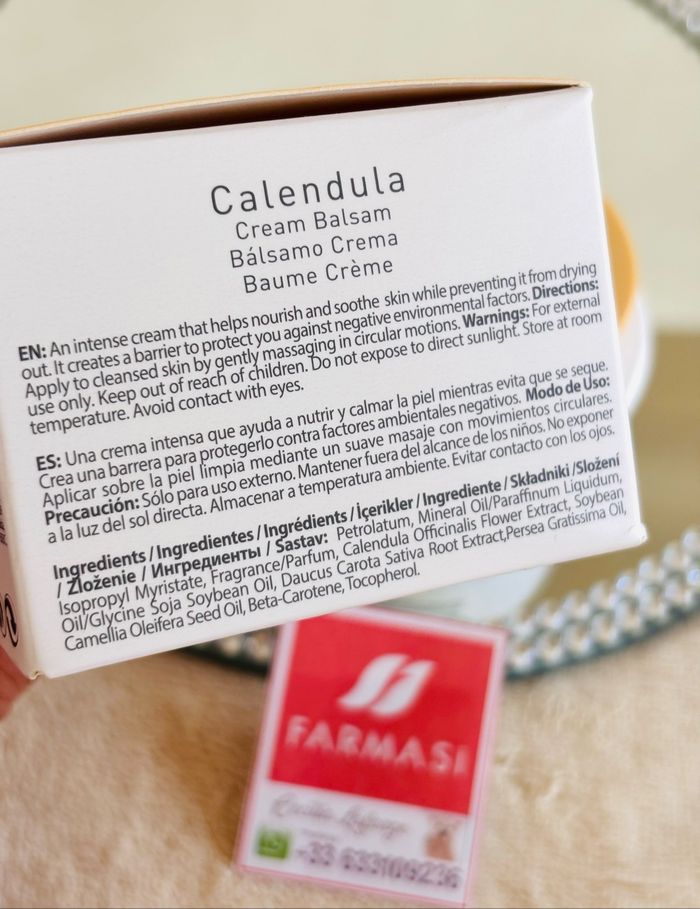 Calendula
Cream Balsam
Bálsamo Crema
Baume Crème
EN: An intense cream that helps nourish and soothe skin while preventing it from drying
out. It creates a barrier to protect you against negative environmental factors. Directions:
Apply to cleansed skin by gently massaging in circular motions. Warnings: For external
use only. Keep out of reach of children. Do not expose to direct sunlight. Store at room
temperature. Avoid contact with eyes.
ES: Una crema intensa que ayuda a nutrir y calmar la piel mientras evita que se seque.
Crea una barrera para protegerlo contra factores ambientales negativos. Modo de Uso:
Aplicar sobre la piel limpia mediante un suave masaje con movimientos circulares.
Precaución: Sólo para uso externo. Mantener fuera del alcance de los niños. No exponer
a la luz del sol directa. Almacenar a temperatura ambiente. Evitar contacto con los ojos.
Ingredients / Ingredientes / Ingrédients / İçerikler / Ingrediente / Składniki /Složení
/ Zloženie / Ингредиенты / Sastav: Petrolatum, Mineral Oil/Paraffinum Liquidum,
Isopropyl Myristate, Fragrance/Parfum, Calendula Officinalis Flower Extract, Soybean
Oil/Glycine Soja Soybean Oil, Daucus Carota Sativa Root Extract,Persea Gratissima Oil,
Camellia Oleifera Seed Oil, Beta-Carotene, Tocopherol.
FARMASI